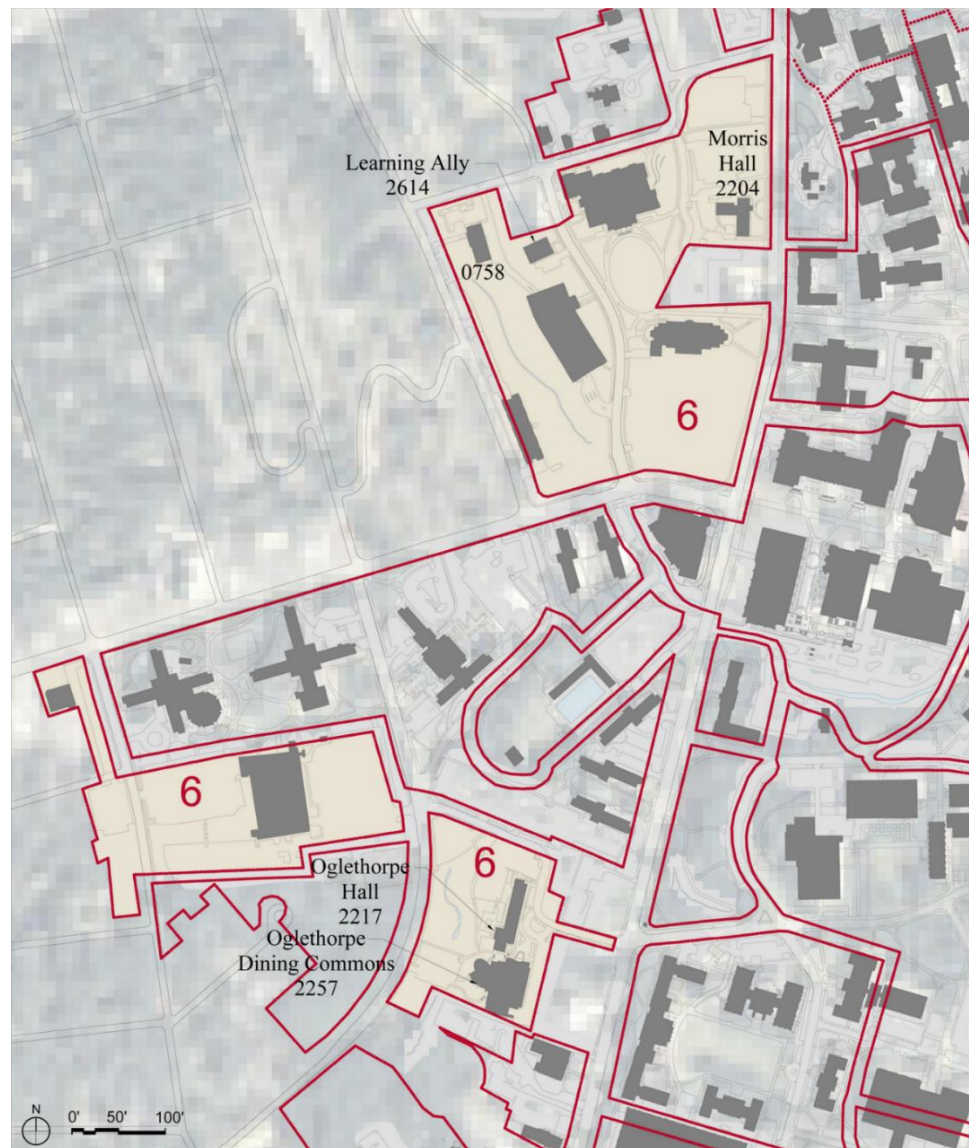 Learning Ally
2614
Morris
Hall
2204
0758
6
6
6
Oglethorpe
Hall
2217
Oglethorpe
Dining Commons
2257
N
0' 50' 100'